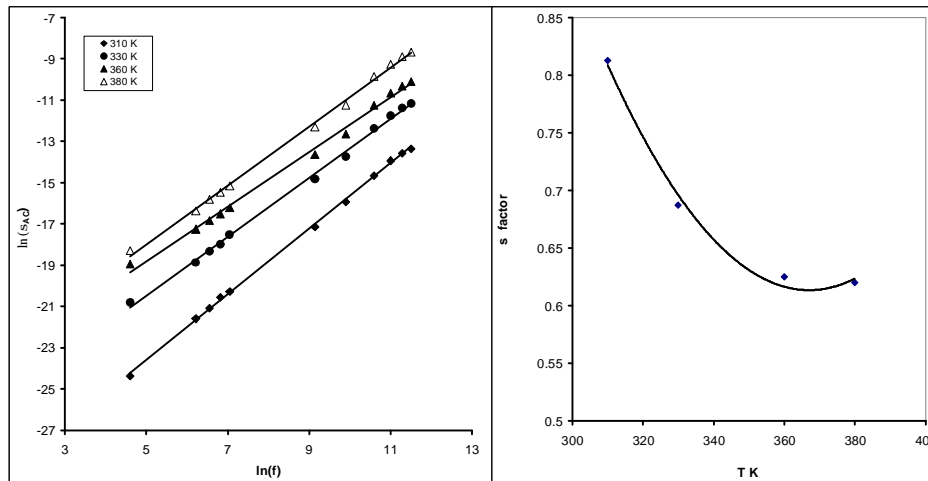 -7
-9
-11
-13
-15
-17
-19
-21
-23
-25
-27
3 5 7 9 11 13
ln(f)
ln(sAC)
310 K
330 K
360 K
380 K
0.85
0.8
0.75
0.7
0.65
0.6
0.55
0.5
300 320 340 360 380 40
T K
s factor